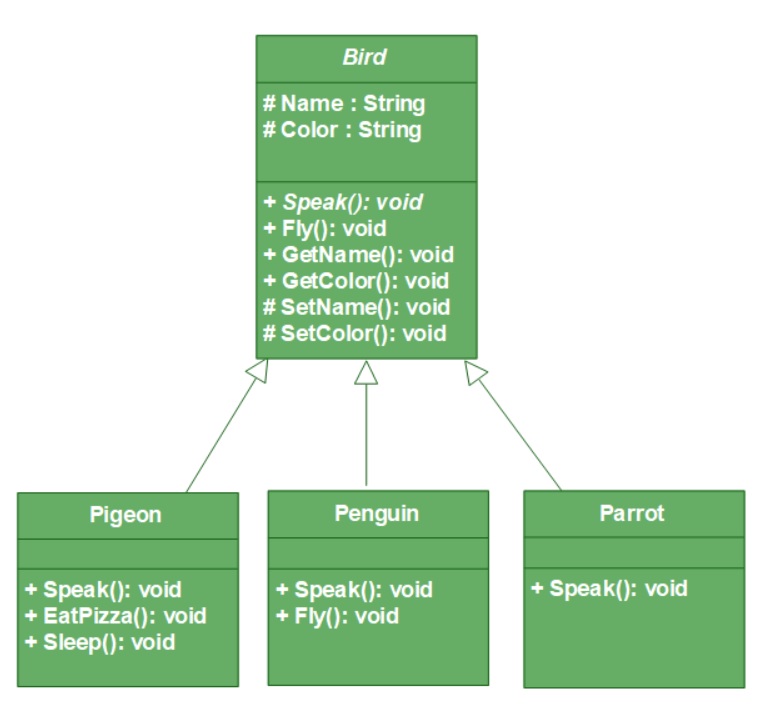 Bird
# Name : String
# Color : String
+ Speak(): void
+ Fly(): void
+ GetName(): void
+ GetColor(): void
# SetName(): void
# SetColor(): void
Pigeon
+ Speak(): void
+ EatPizza(): void
+ Sleep(): void
Penguin
+ Speak(): void
+ Fly(): void
Parrot
+ Speak(): void